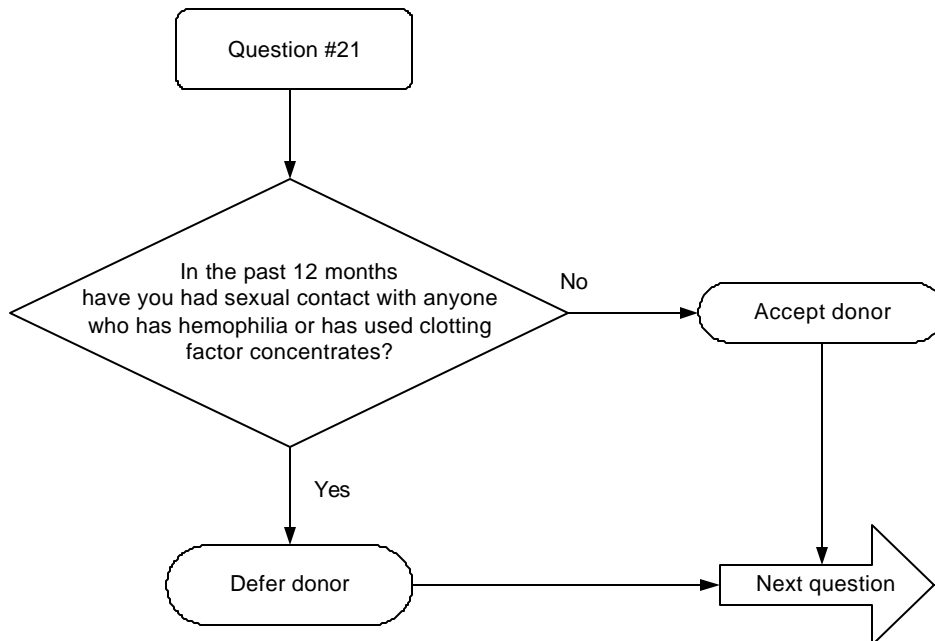 Question #21
In the past 12 months
have you had sexual contact with anyone
who has hemophilia or has used clotting
factor concentrates?
No
Accept donor
Yes
Defer donor
Next question